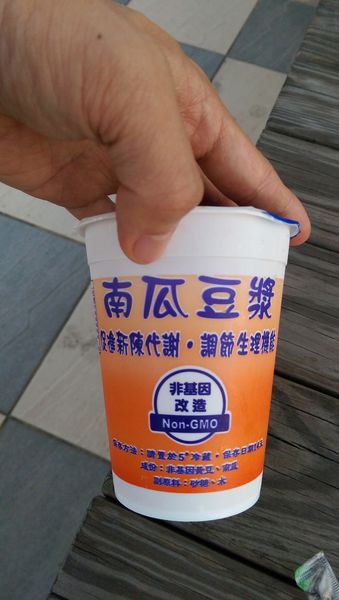 南瓜豆漿
促進新陳代謝·調節生理機能
非基因
改造
Non-GMO
保存方法：請置於5°冷藏·保存日期14天
成份：非基因黃豆、南瓜
副原料：砂糖、水